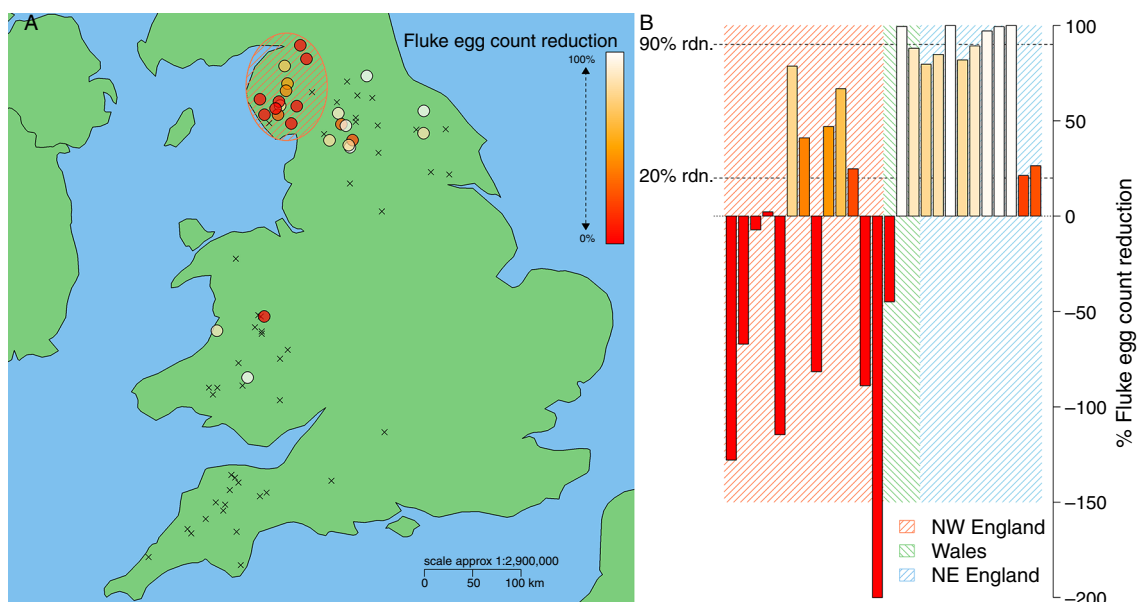 A
Fluke egg count reduction
100%
0%
scale approx 1:2,900,000
0 50 100 km
B
90% rdn.
20% rdn.
100
50
0
−50
−100
−150
−200
% Fluke egg count reduction
NW England
Wales
NE England